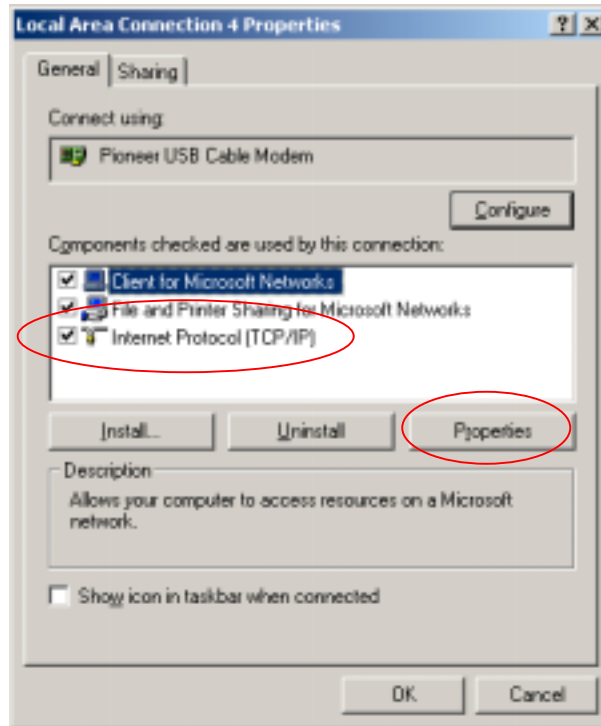 Local Area Connection 4 Properties
General Sharing
Connect using:
Pioneer USB Cable Modem
Configure
Components checked are used by this connection:
Client for Microsoft Networks
File and Printer Sharing for Microsoft Networks
Internet Protocol (TCP/IP)
Install... Uninstall Properties
Description
Allows your computer to access resources on a Microsoft
network.
Show icon in taskbar when connected
OK Cancel